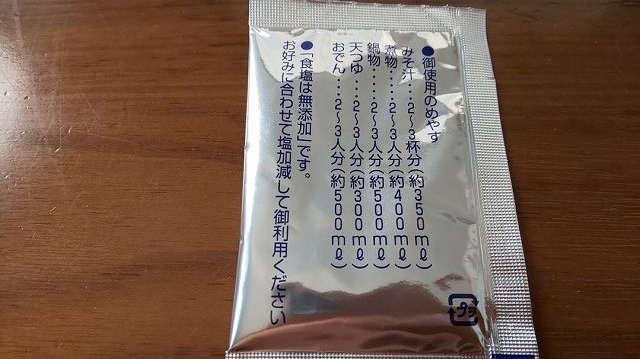 ●御使用のめやす
みそ汁・・・2〜3杯分(約350mℓ)
煮物・・・・2〜3人分(約400mℓ)
鍋物・・・・2〜3人分(約500mℓ)
天つゆ・・・2〜3人分(約300mℓ)
おでん・・・2〜3人分(約500mℓ)
●「食塩は無添加」です。
お好みに合わせて塩加減して御利用ください
プラ